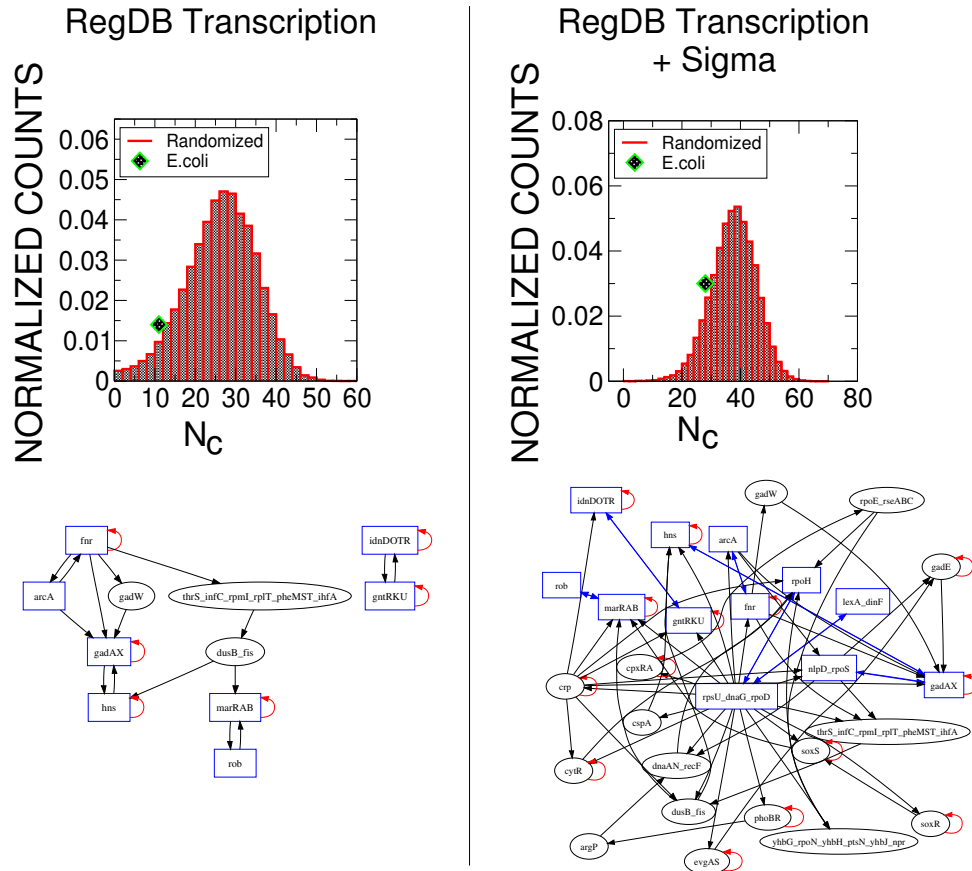 RegDB Transcription
NORMALIZED COUNTS
0.06
0.05
0.04
0.03
0.02
0.01
0
Randomized
E.coli
0 10 20 30 40 50 60
NC
fnr
arcA
gadW
thrS_infC_rpmI_rplT_pheMST_ihfA
gadAX
dusB_fis
hns
marRAB
rob
idnDOTR
gntRKU
RegDB Transcription
+ Sigma
NORMALIZED COUNTS
0.08
0.06
0.04
0.02
0
Randomized
E.coli
0 20 40 60 80
NC
idnDOTR
gadW
rpoE_rseABC
hns
arcA
gadE
rob
rpoH
marRAB
fnr
lexA_dinF
gntRKU
cpxRA
nlpD_rpoS
crp
rpsU_dnaG_rpoD
gadAX
cspA
thrS_infC_rpmI_rplT_pheMST_ihfA
soxS
cytR
dnaAN_recF
dusB_fis
phoBR
soxR
argP
yhbG_rpoN_yhbH_ptsN_yhbJ_npr
evgAS